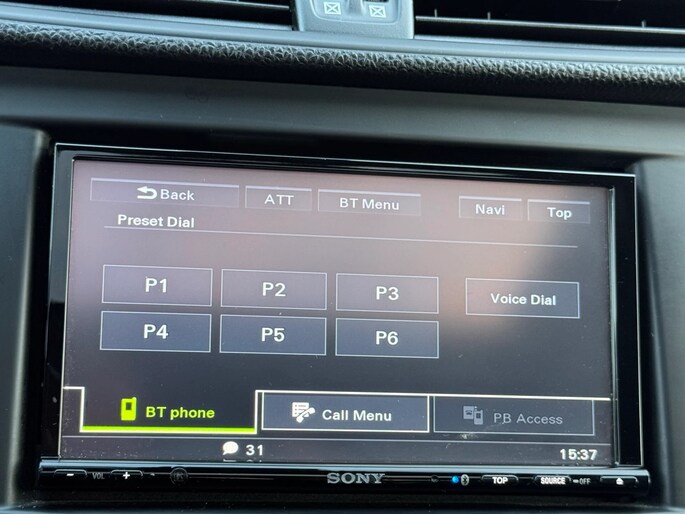 Back ATT BT Menu Navi Top
Preset Dial
P1 P2 P3 Voice Dial
P4 P5 P6
BT phone Call Menu PB Access
31 15:37
SONY
− VOL + TOP SOURCE OFF